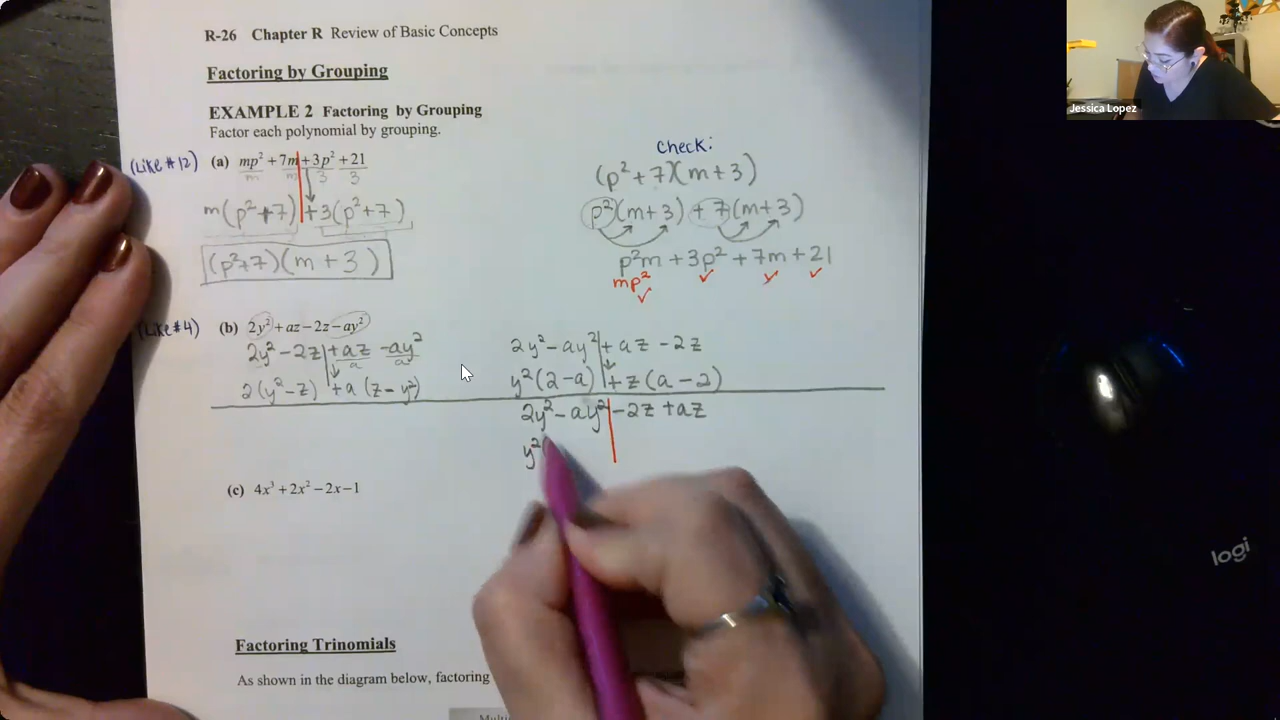 R-26 Chapter R Review of Basic Concepts
Jessica Lopez
Factoring by Grouping
EXAMPLE 2 Factoring by Grouping
Factor each polynomial by grouping.
(Like #12) (a) mp² + 7m + 3p² + 21
m m 3 3
m(p² + 7) + 3(p² + 7)
(p²+7)(m + 3)
Check:
(p² + 7)(m + 3)
p²(m + 3) + 7(m + 3)
p²m + 3p² + 7m + 21
mp²
(Like #4) (b) 2y² + az − 2z − ay²
2y² − 2z + az − ay²
a a
2(y² − z) + a(z − y²)
2y² − ay² + az − 2z
y²(2 − a) + z(a − 2)
2y² − ay² − 2z + az
y²(
(c) 4x³ + 2x² − 2x − 1
logi
Factoring Trinomials
As shown in the diagram below, factoring